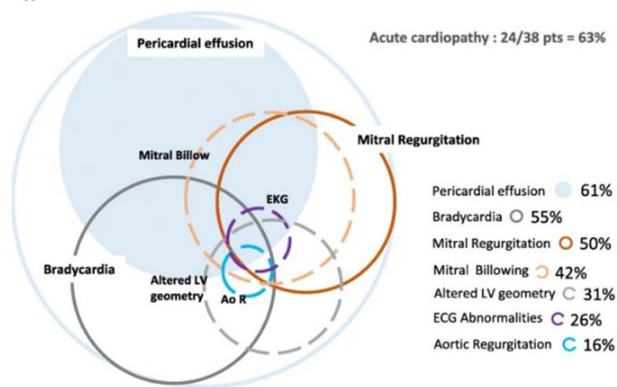 Acute cardiopathy : 24/38 pts = 63%
Pericardial effusion
Mitral Regurgitation
Mitral Billow
EKG
Bradycardia
Altered LV
geometry
Ao R
Pericardial effusion 61%
Bradycardia 55%
Mitral Regurgitation 50%
Mitral Billowing 42%
Altered LV geometry 31%
ECG Abnormalities 26%
Aortic Regurgitation 16%